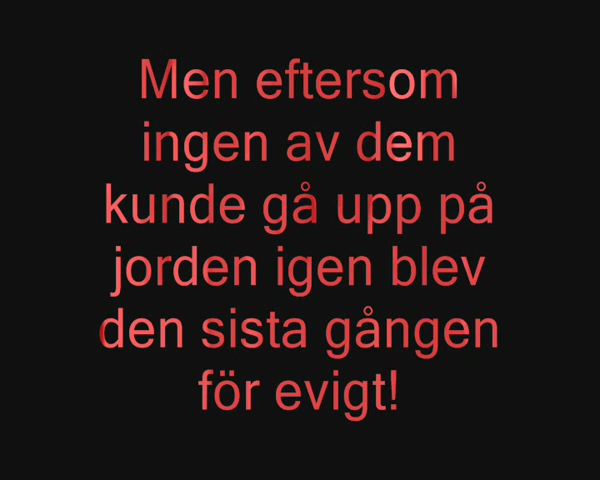 Men eftersom
ingen av dem
kunde gå upp på
jorden igen blev
den sista gången
för evigt!